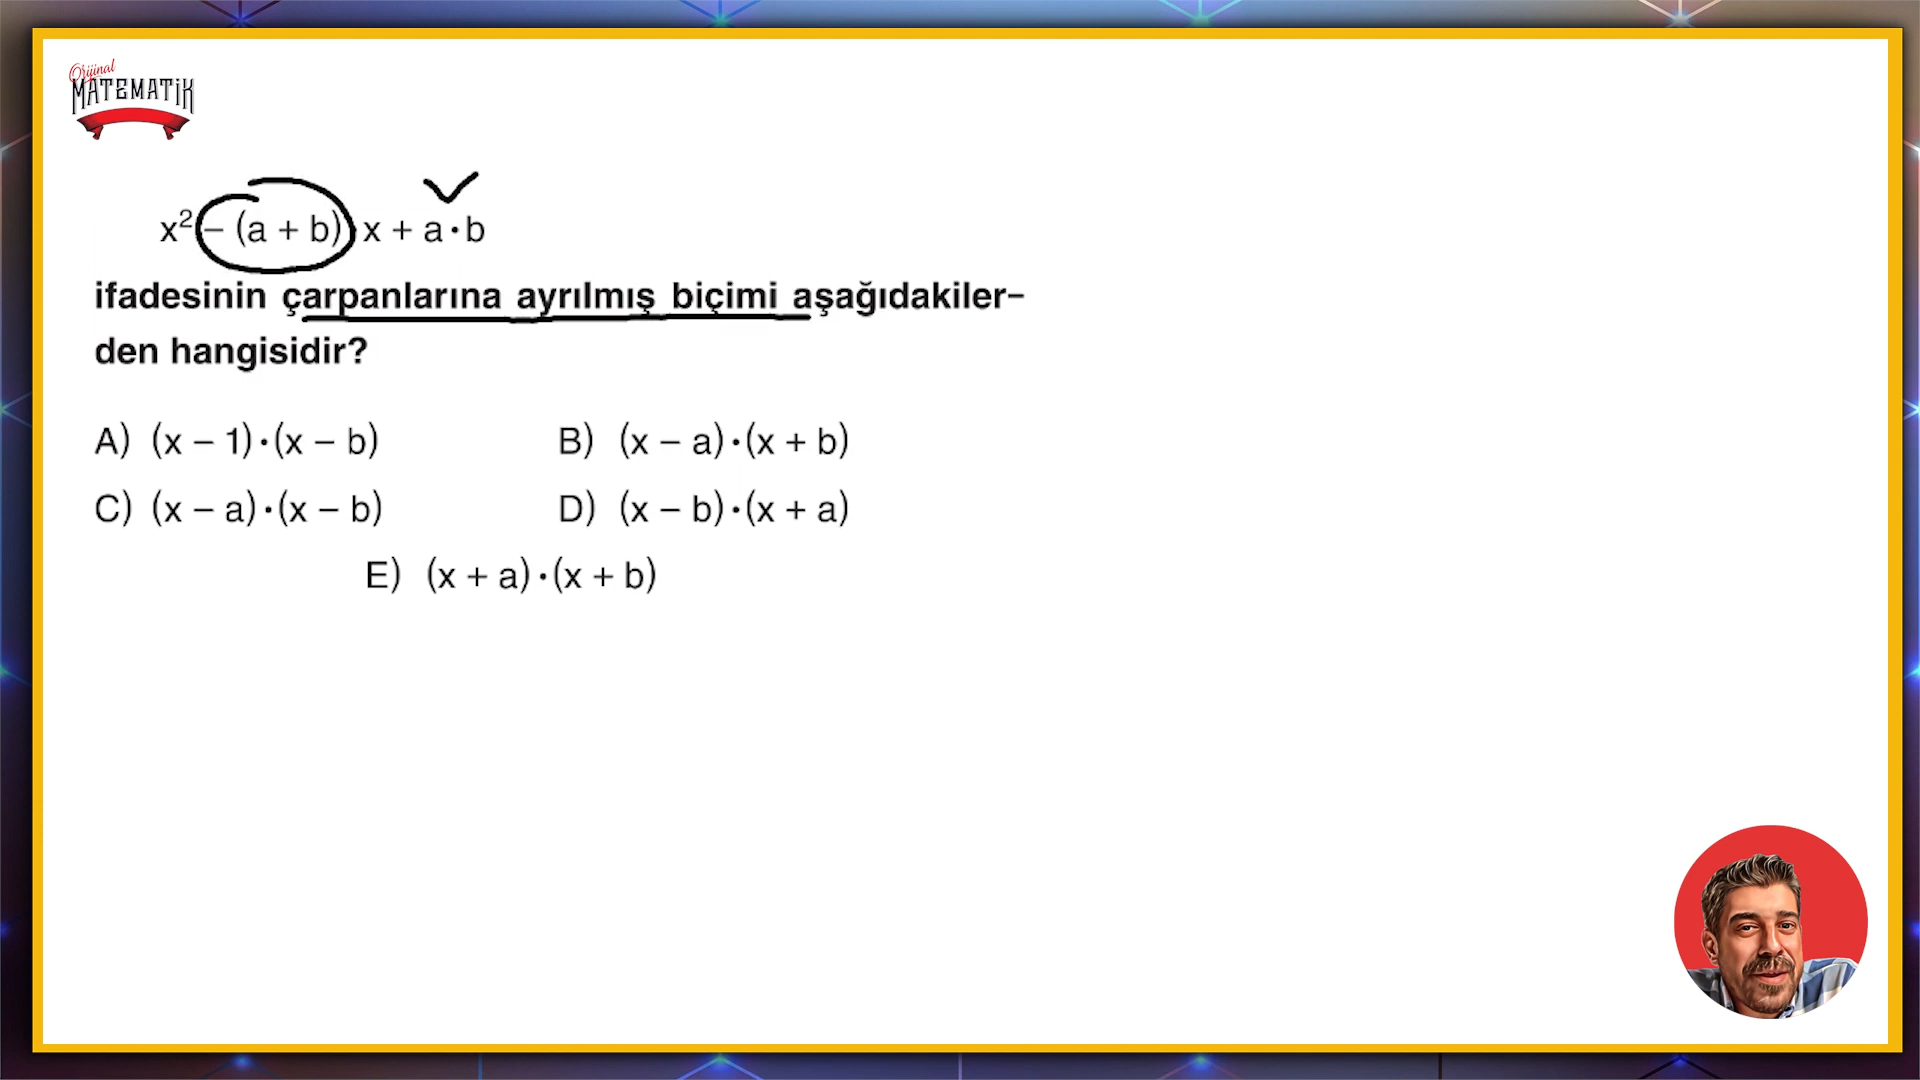 Orijinal
MATEMATİK
x² – (a + b) x + a · b
ifadesinin çarpanlarına ayrılmış biçimi aşağıdakiler–
den hangisidir?
A) (x – 1) · (x – b)
B) (x – a) · (x + b)
C) (x – a) · (x – b)
D) (x – b) · (x + a)
E) (x + a) · (x + b)